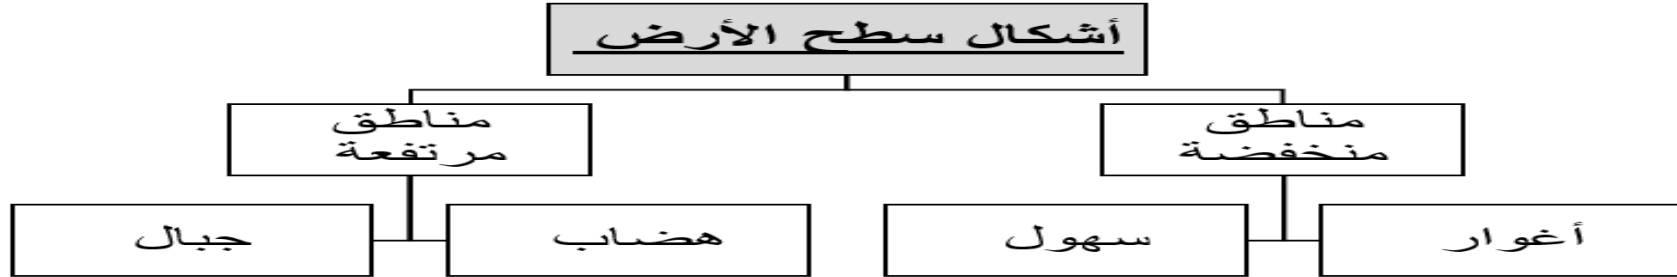 أشكال سطح الأرض
مناطق
منخفضة
مناطق
مرتفعة
أغوار
سهول
هضاب
جبال